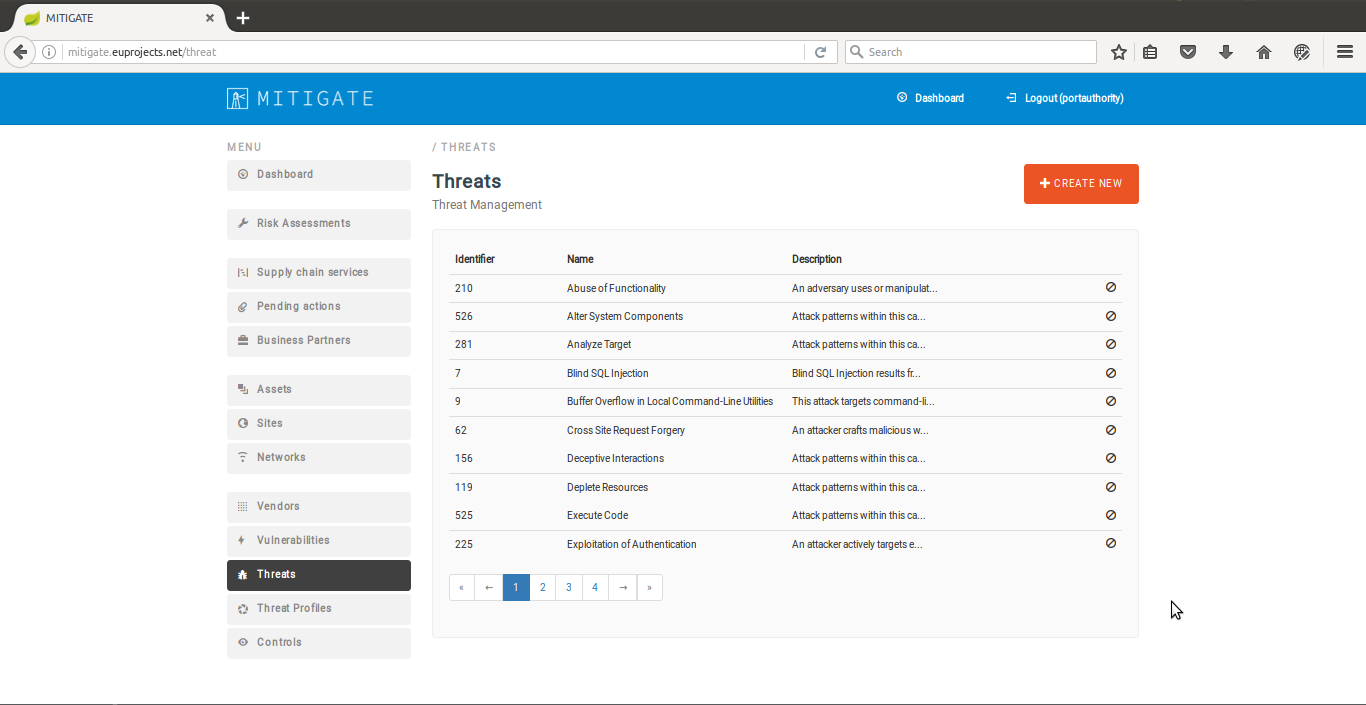 MITIGATE
mitigate.euprojects.net/threat
Search
MITIGATE
Dashboard
Logout (portauthority)
MENU
Dashboard
Risk Assessments
Supply chain services
Pending actions
Business Partners
Assets
Sites
Networks
Vendors
Vulnerabilities
Threats
Threat Profiles
Controls
/ THREATS
Threats
Threat Management
+ CREATE NEW
Identifier Name Description
210 Abuse of Functionality An adversary uses or manipulat...
526 Alter System Components Attack patterns within this ca...
281 Analyze Target Attack patterns within this ca...
7 Blind SQL Injection Blind SQL Injection results fr...
9 Buffer Overflow in Local Command-Line Utilities This attack targets command-li...
62 Cross Site Request Forgery An attacker crafts malicious w...
156 Deceptive Interactions Attack patterns within this ca...
119 Deplete Resources Attack patterns within this ca...
525 Execute Code Attack patterns within this ca...
225 Exploitation of Authentication An attacker actively targets e...
« ← 1 2 3 4 → »